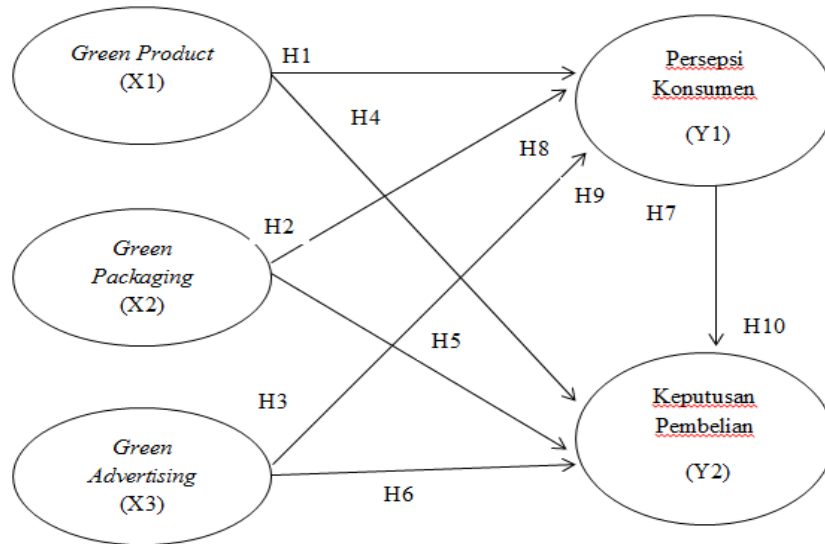 Green Product
(X1)
H1
Persepsi
Konsumen
(Y1)
H4
H8
H9
H2
Green
Packaging
(X2)
H7
H10
H5
H3
Keputusan
Pembelian
(Y2)
Green
Advertising
(X3)
H6